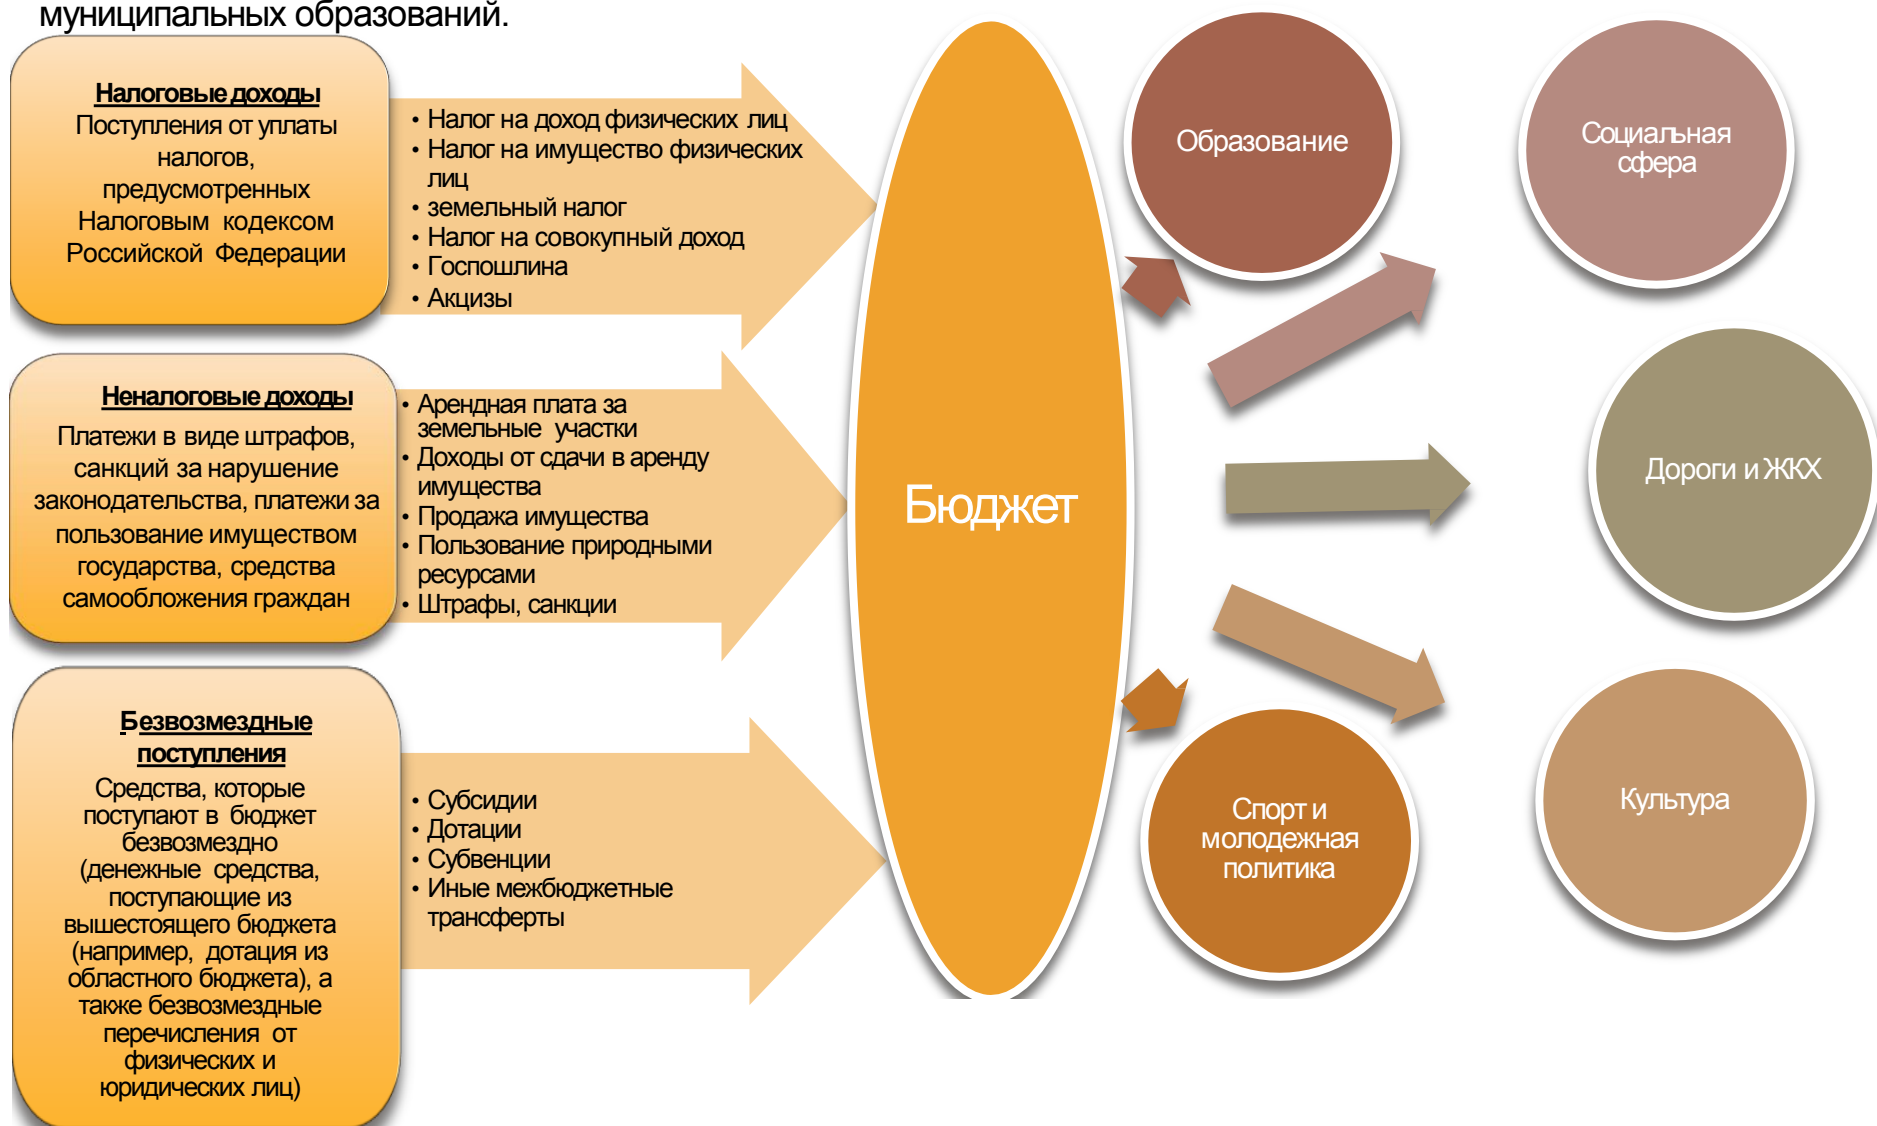 муниципальных образований.
Налоговые доходы
Поступления от уплаты
налогов,
предусмотренных
Налоговым кодексом
Российской Федерации
• Налог на доход физических лиц
• Налог на имущество физических
лиц
• земельный налог
• Налог на совокупный доход
• Госпошлина
• Акцизы
Неналоговые доходы
Платежи в виде штрафов,
санкций за нарушение
законодательства, платежи за
пользование имуществом
государства, средства
самообложения граждан
• Арендная плата за
земельные участки
• Доходы от сдачи в аренду
имущества
• Продажа имущества
• Пользование природными
ресурсами
• Штрафы, санкции
Безвозмездные
поступления
Средства, которые
поступают в бюджет
безвозмездно
(денежные средства,
поступающие из
вышестоящего бюджета
(например, дотация из
областного бюджета), а
также безвозмездные
перечисления от
физических и
юридических лиц)
• Субсидии
• Дотации
• Субвенции
• Иные межбюджетные
трансферты
Бюджет
Образование
Социальная
сфера
Дороги и ЖКХ
Культура
Спорт и
молодежная
политика